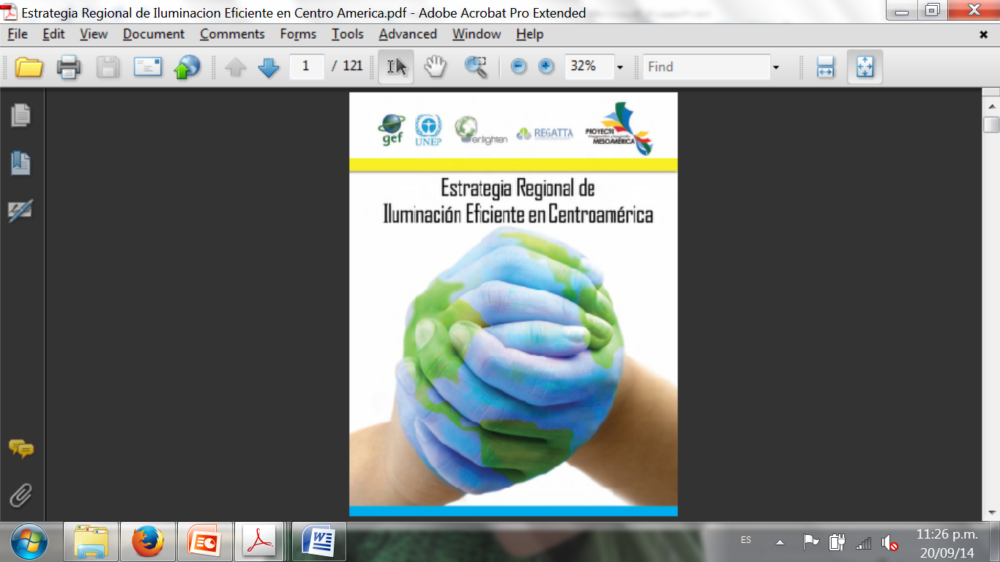 Estrategia Regional de Iluminacion Eficiente en Centro America.pdf - Adobe Acrobat Pro Extended
File Edit View Document Comments Forms Tools Advanced Window Help
1 / 121 32% Find
gef UNEP en.lighten REGATTA PROYECTO
MESOAMÉRICA
Estrategia Regional de
Iluminación Eficiente en Centroamérica
ES
11:26 p.m.
20/09/14